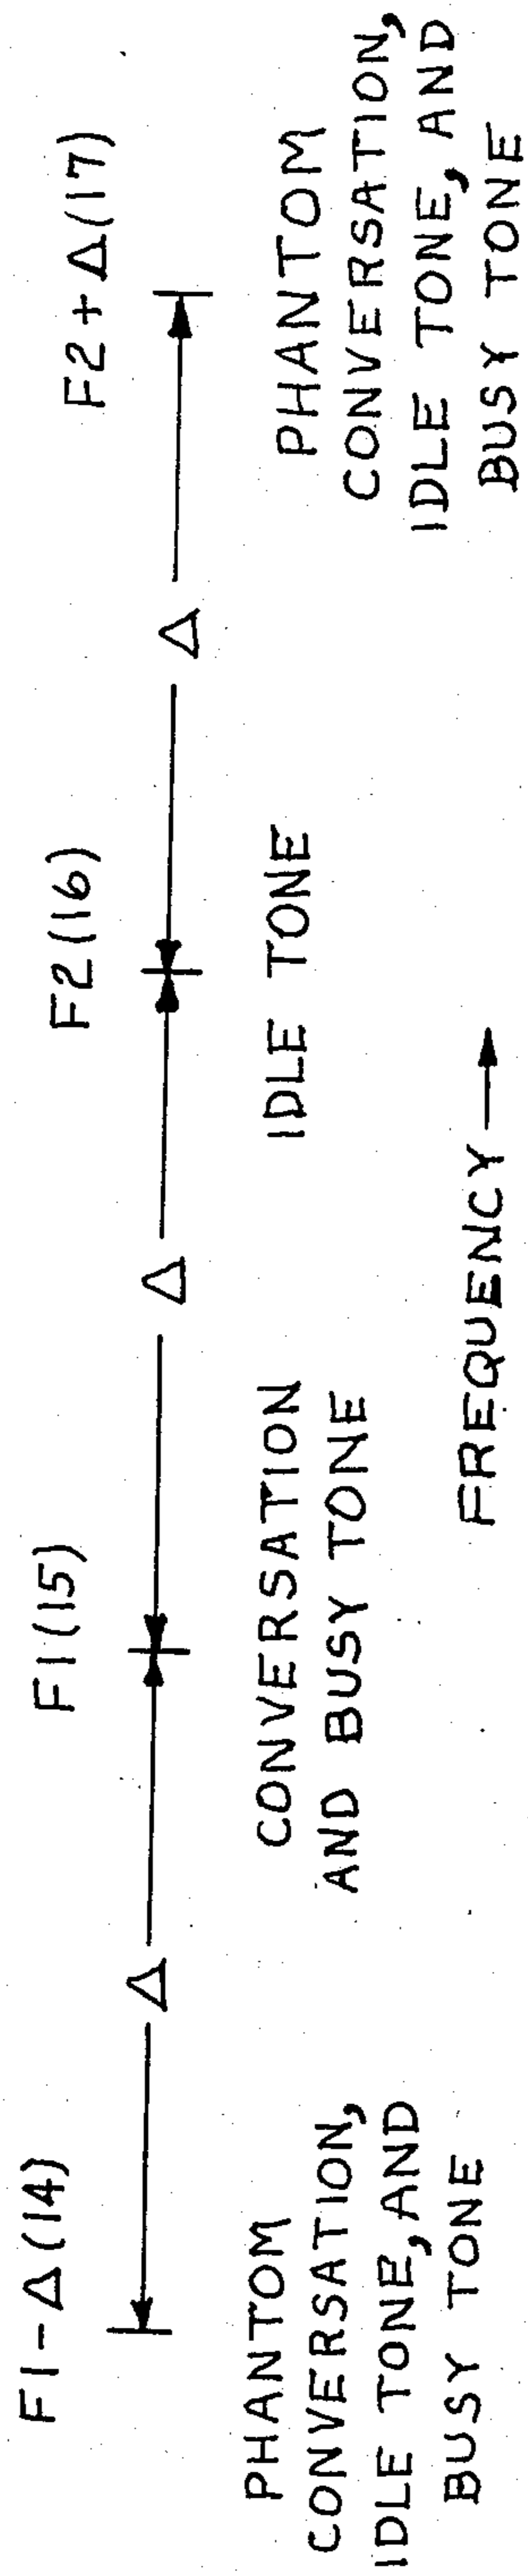 F1-Δ(14)
F1(15)
F2(16)
F2+Δ(17)
Δ
Δ
Δ
PHANTOM
CONVERSATION,
IDLE TONE, AND
BUSY TONE
CONVERSATION
AND BUSY TONE
IDLE TONE
PHANTOM
CONVERSATION,
IDLE TONE, AND
BUSY TONE
FREQUENCY →